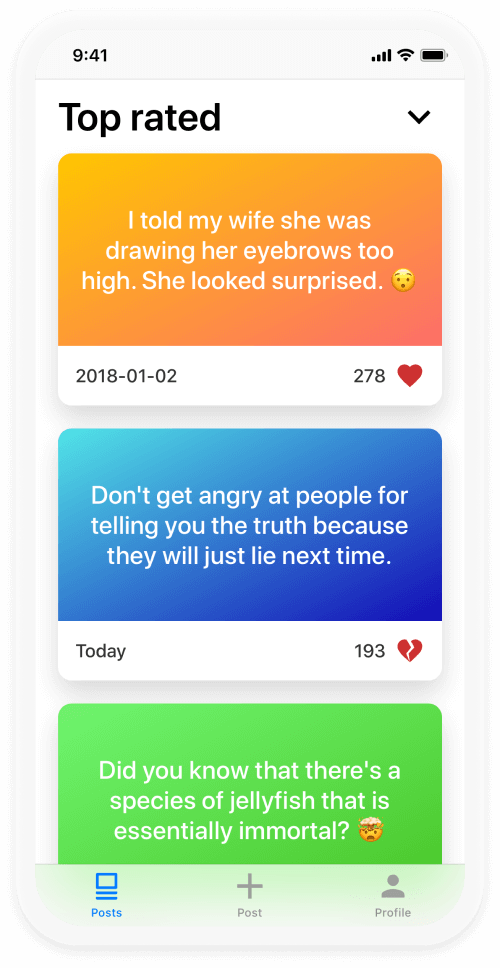 9:41
Top rated
I told my wife she was
drawing her eyebrows too
high. She looked surprised. 😯
2018-01-02
278
Don't get angry at people for
telling you the truth because
they will just lie next time.
Today
193
Did you know that there's a
species of jellyfish that is
essentially immortal? 🤯
Posts
Post
Profile